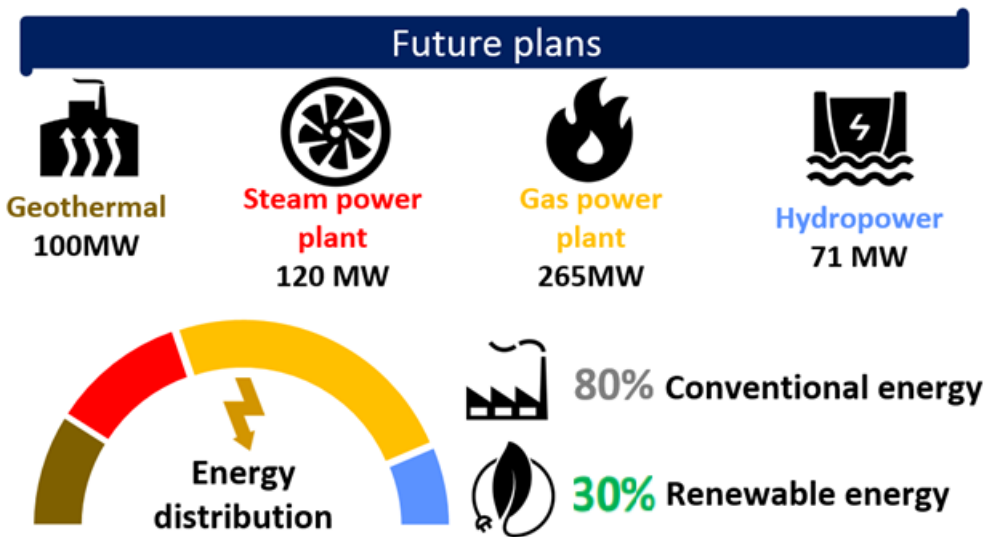 Future plans
Geothermal
100MW
Steam power
plant
120 MW
Gas power
plant
265MW
Hydropower
71 MW
Energy
distribution
80% Conventional energy
30% Renewable energy